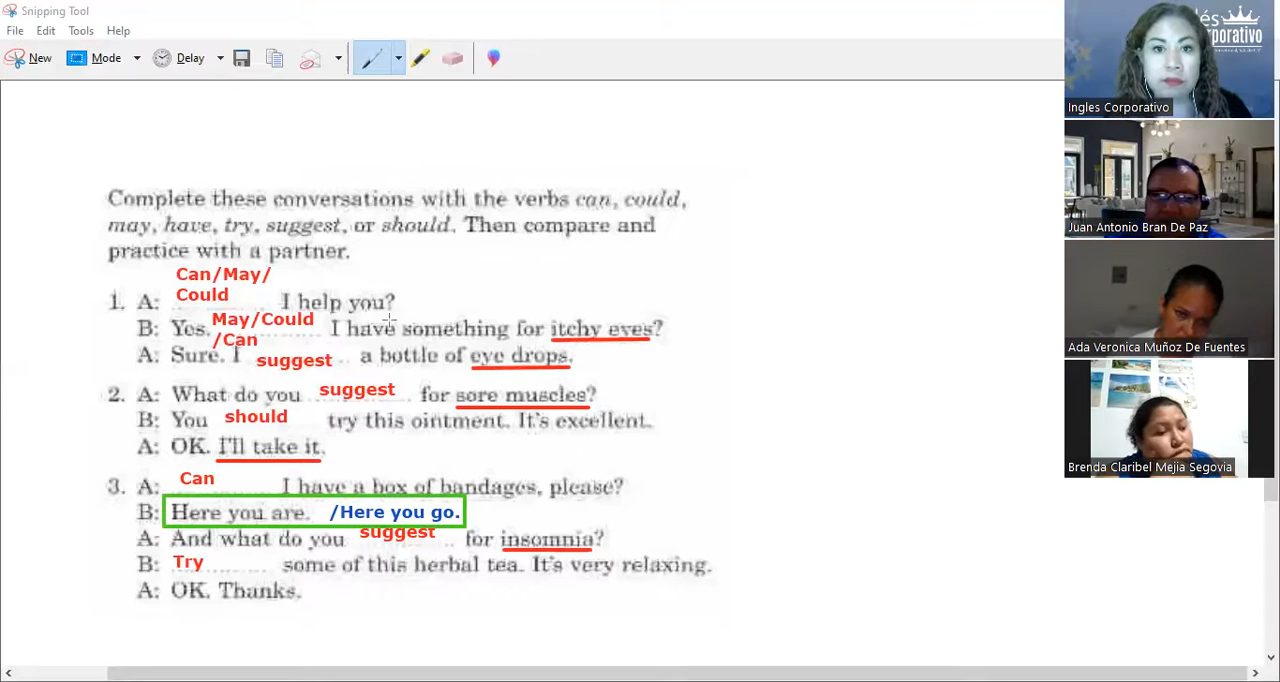 Snipping Tool
File Edit Tools Help
New Mode Delay
Complete these conversations with the verbs can, could,
may, have, try, suggest, or should. Then compare and
practice with a partner.
Can/May/
Could
1. A: I help you?
May/Could
/Can
B: Yes. I have something for itchy eyes?
A: Sure. I suggest a bottle of eye drops.
2. A: What do you suggest for sore muscles?
B: You should try this ointment. It's excellent.
A: OK. I'll take it.
3. A: Can I have a box of bandages, please?
B: Here you are. /Here you go.
A: And what do you suggest for insomnia?
B: Try some of this herbal tea. It's very relaxing.
A: OK. Thanks.
Corporativo
Ingles Corporativo
Juan Antonio Bran De Paz
Ada Veronica Muñoz De Fuentes
Brenda Claribel Mejia Segovia